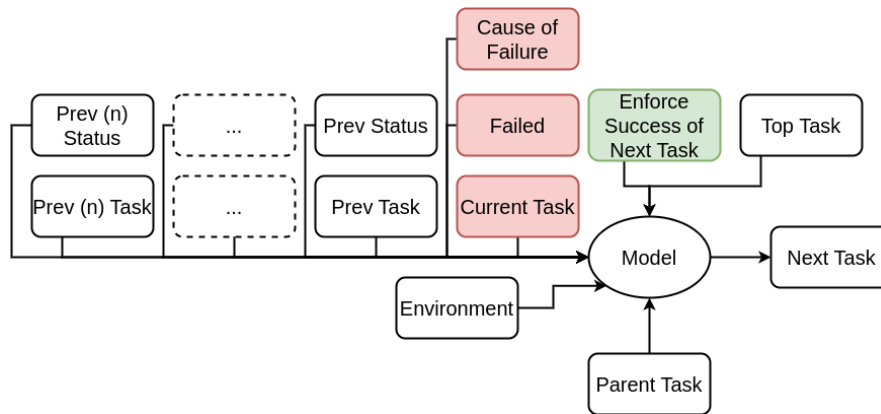 Cause of
Failure
Prev (n)
Status
...
Prev Status
Failed
Enforce
Success of
Next Task
Top Task
Prev (n) Task
...
Prev Task
Current Task
Model
Next Task
Environment
Parent Task